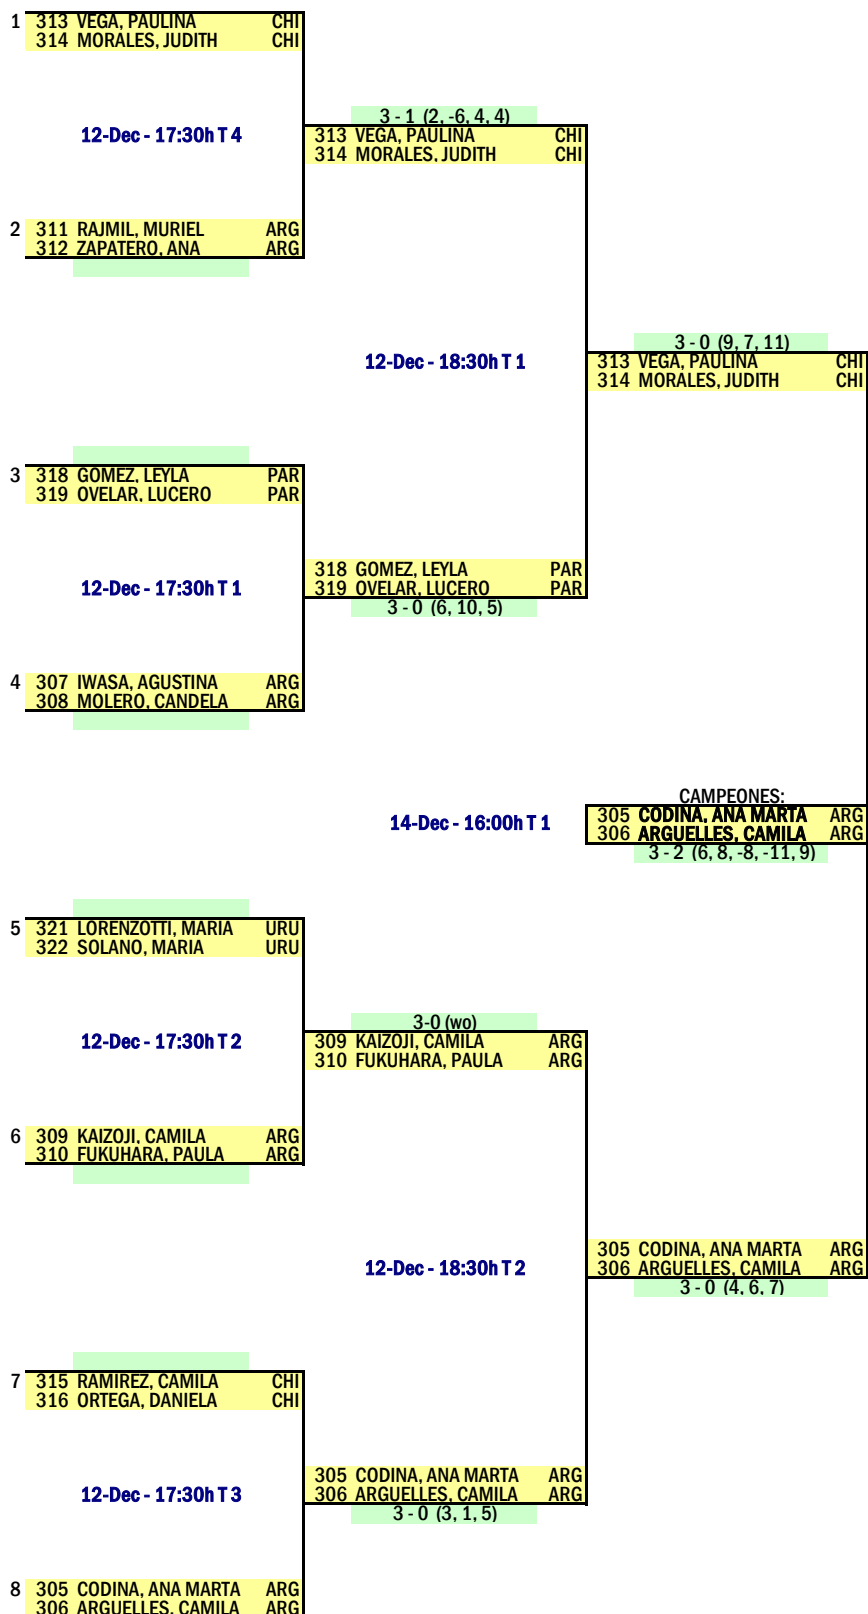 1 313 VEGA, PAULINA CHI
314 MORALES, JUDITH CHI
3 - 1 (2, -6, 4, 4)
12-Dec - 17:30h T 4
313 VEGA, PAULINA CHI
314 MORALES, JUDITH CHI
2 311 RAJMIL, MURIEL ARG
312 ZAPATERO, ANA ARG
3 - 0 (9, 7, 11)
12-Dec - 18:30h T 1
313 VEGA, PAULINA CHI
314 MORALES, JUDITH CHI
3 318 GOMEZ, LEYLA PAR
319 OVELAR, LUCERO PAR
12-Dec - 17:30h T 1
318 GOMEZ, LEYLA PAR
319 OVELAR, LUCERO PAR
3 - 0 (6, 10, 5)
4 307 IWASA, AGUSTINA ARG
308 MOLERO, CANDELA ARG
CAMPEONES:
14-Dec - 16:00h T 1
305 CODINA, ANA MARTA ARG
306 ARGUELLES, CAMILA ARG
3 - 2 (6, 8, -8, -11, 9)
5 321 LORENZOTTI, MARIA URU
322 SOLANO, MARIA URU
3-0 (wo)
12-Dec - 17:30h T 2
309 KAIZOJI, CAMILA ARG
310 FUKUHARA, PAULA ARG
6 309 KAIZOJI, CAMILA ARG
310 FUKUHARA, PAULA ARG
12-Dec - 18:30h T 2
305 CODINA, ANA MARTA ARG
306 ARGUELLES, CAMILA ARG
3 - 0 (4, 6, 7)
7 315 RAMIREZ, CAMILA CHI
316 ORTEGA, DANIELA CHI
12-Dec - 17:30h T 3
305 CODINA, ANA MARTA ARG
306 ARGUELLES, CAMILA ARG
3 - 0 (3, 1, 5)
8 305 CODINA, ANA MARTA ARG
306 ARGUELLES, CAMILA ARG